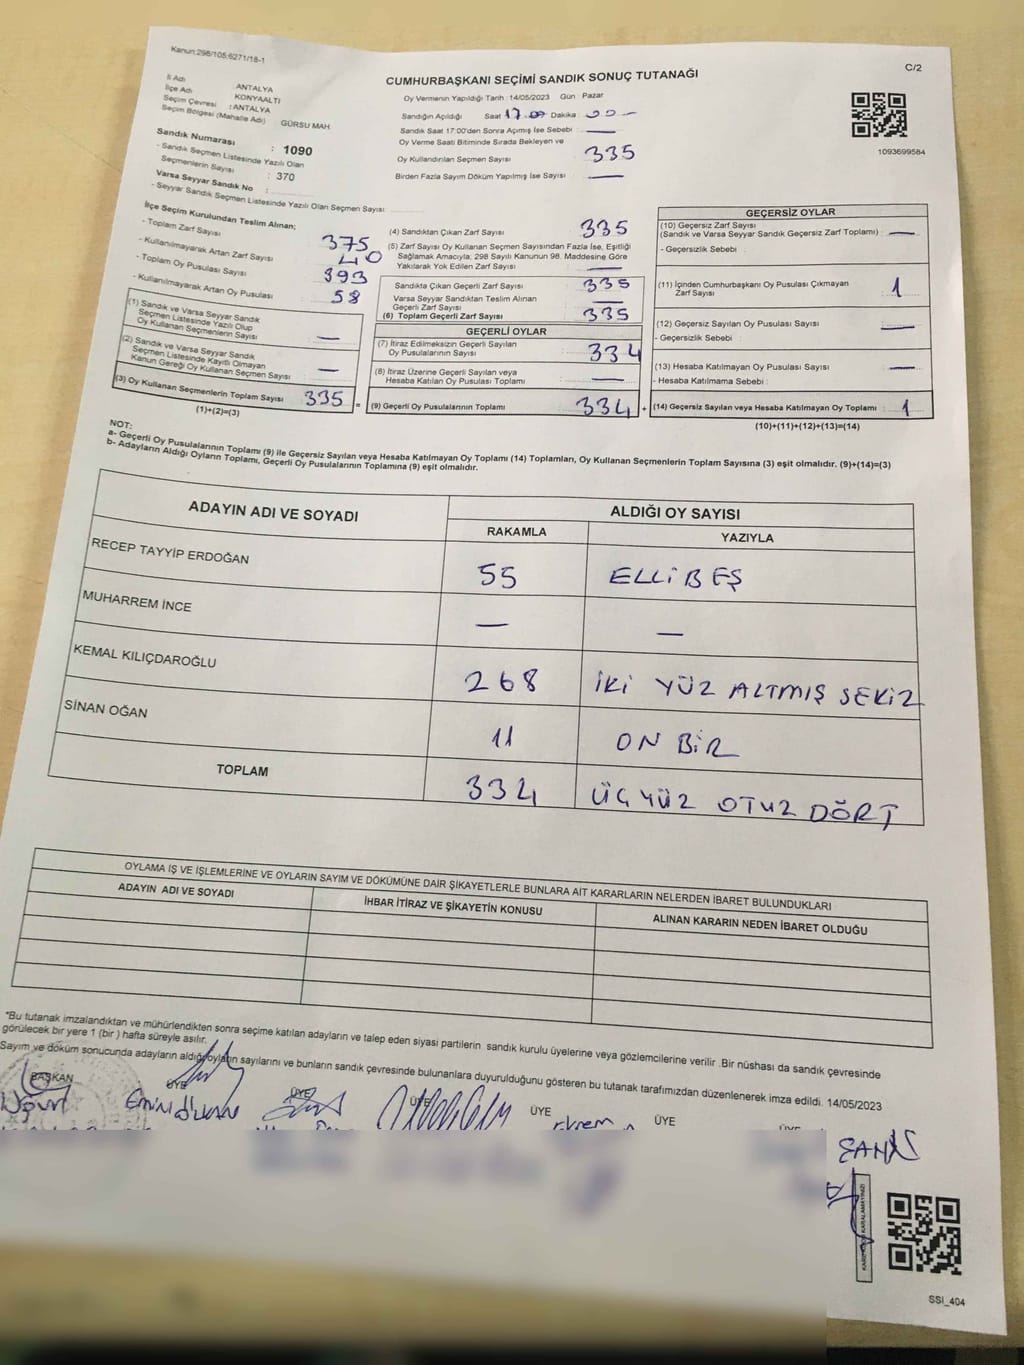 Kanun:298/105;6271/18-1
C/2
CUMHURBAŞKANI SEÇİMİ SANDIK SONUÇ TUTANAĞI
İl Adı : ANTALYA
İlçe Adı : KONYAALTI
Seçim Çevresi : ANTALYA
Seçim Bölgesi (Mahalle Adı) : GÜRSU MAH.
Sandık Numarası : 1090
- Sandık Seçmen Listesinde Yazılı Olan
Seçmenlerin Sayısı : 370
Varsa Seyyar Sandık No :
- Seyyar Sandık Seçmen Listesinde Yazılı Olan Seçmen Sayısı
Oy Vermenin Yapıldığı Tarih : 14/05/2023 Gün : Pazar
Sandığın Açıldığı Saat 17.00 Dakika : 00 —
Sandık Saat 17:00'den Sonra Açımış İse Sebebi —
Oy Verme Saati Bitiminde Sırada Bekleyen ve
Oy Kullandırılan Seçmen Sayısı 335
Birden Fazla Sayım Döküm Yapılmış İse Sayısı —
1093699584
İlçe Seçim Kurulundan Teslim Alınan;
- Toplam Zarf Sayısı 375
- Kullanılmayarak Artan Zarf Sayısı 40
- Toplam Oy Pusulası Sayısı 393
- Kullanılmayarak Artan Oy Pusulası 58
(1) Sandık ve Varsa Seyyar Sandık
Seçmen Listesinde Yazılı Olup
Oy Kullanan Seçmenlerin Sayısı —
(2) Sandık ve Varsa Seyyar Sandık
Seçmen Listesinde Kayıtlı Olmayan
Kanun Gereği Oy Kullanan Seçmen Sayısı : —
(3) Oy Kullanan Seçmenlerin Toplam Sayısı 335 =
(1)+(2)=(3)
(4) Sandıktan Çıkan Zarf Sayısı 335
(5) Zarf Sayısı Oy Kullanan Seçmen Sayısından Fazla İse, Eşitliği
Sağlamak Amacıyla; 298 Sayılı Kanunun 98. Maddesine Göre
Yakılarak Yok Edilen Zarf Sayısı —
Sandıkta Çıkan Geçerli Zarf Sayısı : 335
Varsa Seyyar Sandıktan Teslim Alınan
Geçerli Zarf Sayısı —
(6) Toplam Geçerli Zarf Sayısı : 335
GEÇERLİ OYLAR
(7) İtiraz Edilmeksizin Geçerli Sayılan
Oy Pusulalarının Sayısı : 334
(8) İtiraz Üzerine Geçerli Sayılan veya
Hesaba Katılan Oy Pusulası Toplamı : —
(9) Geçerli Oy Pusulalarının Toplamı : 334 +
GEÇERSİZ OYLAR
(10) Geçersiz Zarf Sayısı
(Sandık ve Varsa Seyyar Sandık Geçersiz Zarf Toplamı) : —
- Geçersizlik Sebebi :
(11) İçinden Cumhurbaşkanı Oy Pusulası Çıkmayan
Zarf Sayısı : 1
(12) Geçersiz Sayılan Oy Pusulası Sayısı : —
- Geçersizlik Sebebi :
(13) Hesaba Katılmayan Oy Pusulası Sayısı : —
- Hesaba Katılmama Sebebi :
(14) Geçersiz Sayılan veya Hesaba Katılmayan Oy Toplamı : 1
(10)+(11)+(12)+(13)=(14)
NOT:
a- Geçerli Oy Pusulalarının Toplamı (9) ile Geçersiz Sayılan veya Hesaba Katılmayan Oy Toplamı (14) Toplamları, Oy Kullanan Seçmenlerin Toplam Sayısına (3) eşit olmalıdır. (9)+(14)=(3)
b- Adayların Aldığı Oyların Toplamı, Geçerli Oy Pusulalarının Toplamına (9) eşit olmalıdır.
ADAYIN ADI VE SOYADI ALDIĞI OY SAYISI
RAKAMLA YAZIYLA
RECEP TAYYİP ERDOĞAN 55 ELLİBEŞ
MUHARREM İNCE — —
KEMAL KILIÇDAROĞLU 268 İKİ YÜZ ALTMIŞ SEKİZ
SİNAN OĞAN 11 ON BİR
TOPLAM 334 ÜÇ YÜZ OTUZ DÖRT
OYLAMA İŞ VE İŞLEMLERİNE VE OYLARIN SAYIM VE DÖKÜMÜNE DAİR ŞİKAYETLERLE BUNLARA AİT KARARLARIN NELERDEN İBARET BULUNDUKLARI
ADAYIN ADI VE SOYADI İHBAR İTİRAZ VE ŞİKAYETİN KONUSU ALINAN KARARIN NEDEN İBARET OLDUĞU
*Bu tutanak imzalandıktan ve mühürlendikten sonra seçime katılan adayların ve talep eden siyasi partilerin sandık kurulu üyelerine veya gözlemcilerine verilir .Bir nüshası da sandık çevresinde
görülecek bir yere 1 (bir ) hafta süreyle asılır.
Sayım ve döküm sonucunda adayların aldığı oyların sayılarını ve bunların sandık çevresinde bulunanlara duyurulduğunu gösteren bu tutanak tarafımızdan düzenlenerek imza edildi. 14/05/2023
BAŞKAN ÜYE ÜYE ÜYE ÜYE ÜYE ÜYE
SSI_404